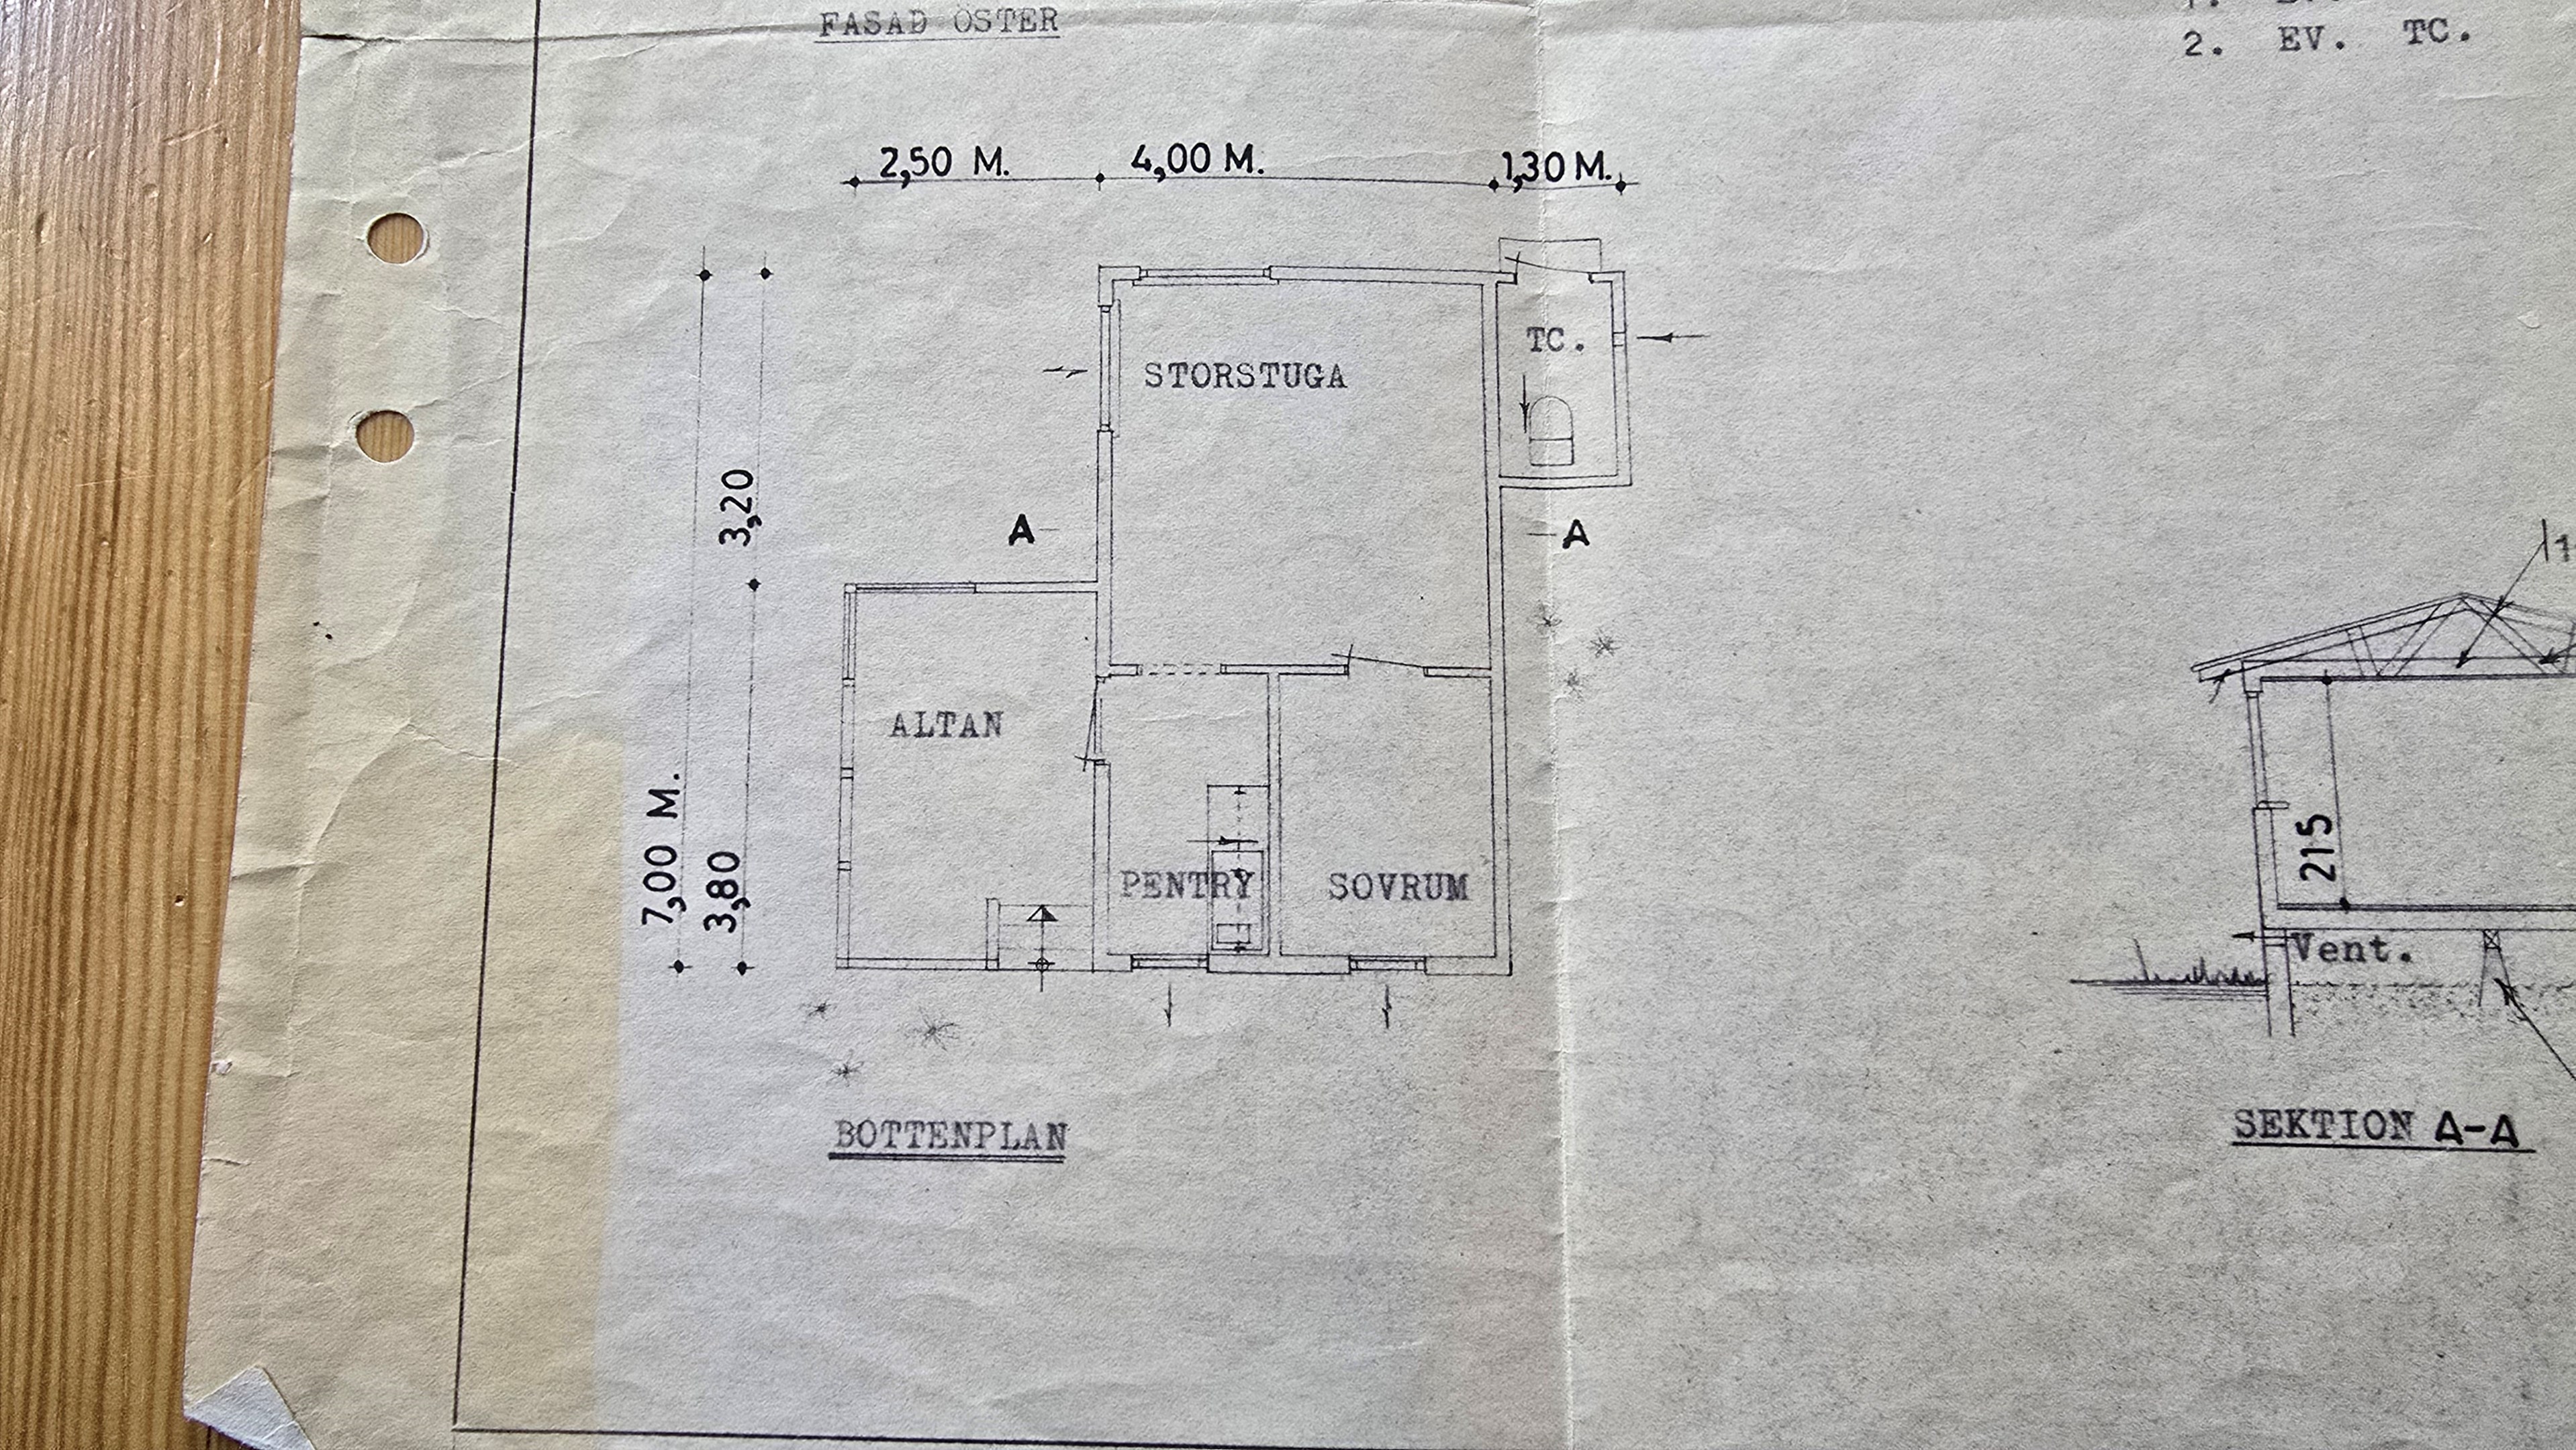 FASAD ÖSTER
2. EV. TC.
2,50 M. 4,00 M. 1,30 M.
TC.
STORSTUGA
3,20
A A
ALTAN
7,00 M.
3,80
PENTRY SOVRUM
215
Vent.
BOTTENPLAN
SEKTION A-A